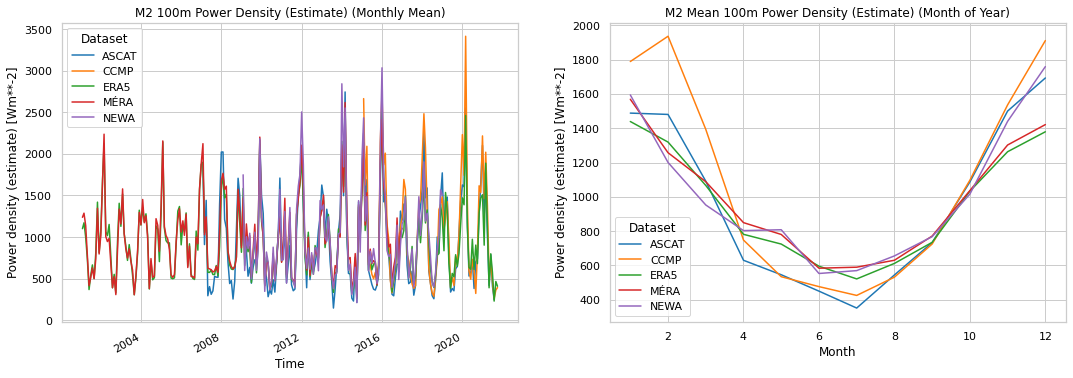 M2 100m Power Density (Estimate) (Monthly Mean)
Power density (estimate) [Wm**-2]
3500
3000
2500
2000
1500
1000
500
0
Dataset
ASCAT
CCMP
ERA5
MÉRA
NEWA
2004
2008
2012
2016
2020
Time
M2 Mean 100m Power Density (Estimate) (Month of Year)
Power density (estimate) [Wm**-2]
2000
1800
1600
1400
1200
1000
800
600
400
Dataset
ASCAT
CCMP
ERA5
MÉRA
NEWA
2
4
6
8
10
12
Month